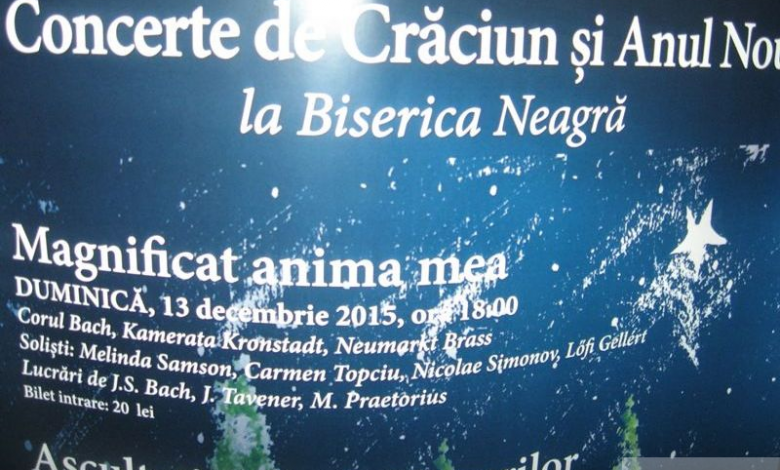 Concerte de Crăciun și Anul Nou
la Biserica Neagră
Magnificat anima mea
DUMINICĂ, 13 decembrie 2015, ora 18:00
Corul Bach, Kamerata Kronstadt, Neumarkt Brass
Soliști: Melinda Samson, Carmen Topciu, Nicolae Simonov, Lőfi Gellért
Lucrări de J.S. Bach, J. Tavener, M. Praetorius
Bilet intrare: 20 lei